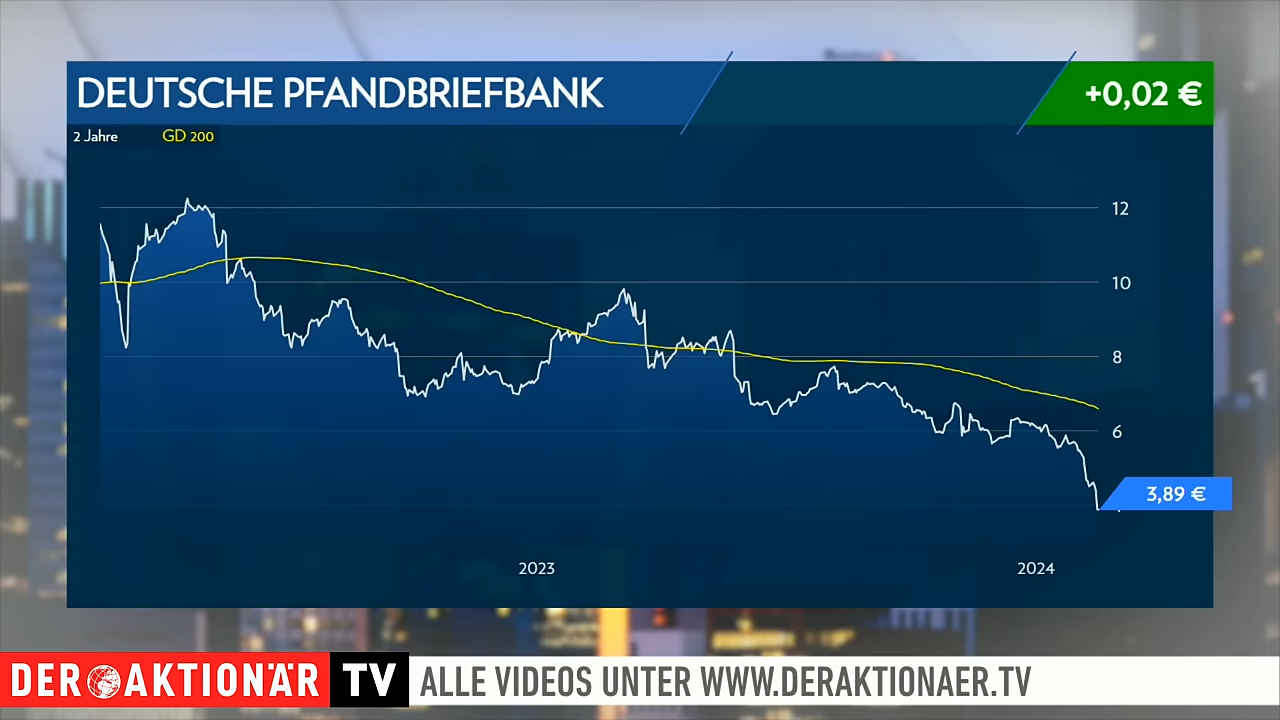 DEUTSCHE PFANDBRIEFBANK
+0,02 €
2 Jahre GD 200
12
10
8
6
3,89 €
2023 2024
DER AKTIONÄR TV ALLE VIDEOS UNTER WWW.DERAKTIONAER.TV